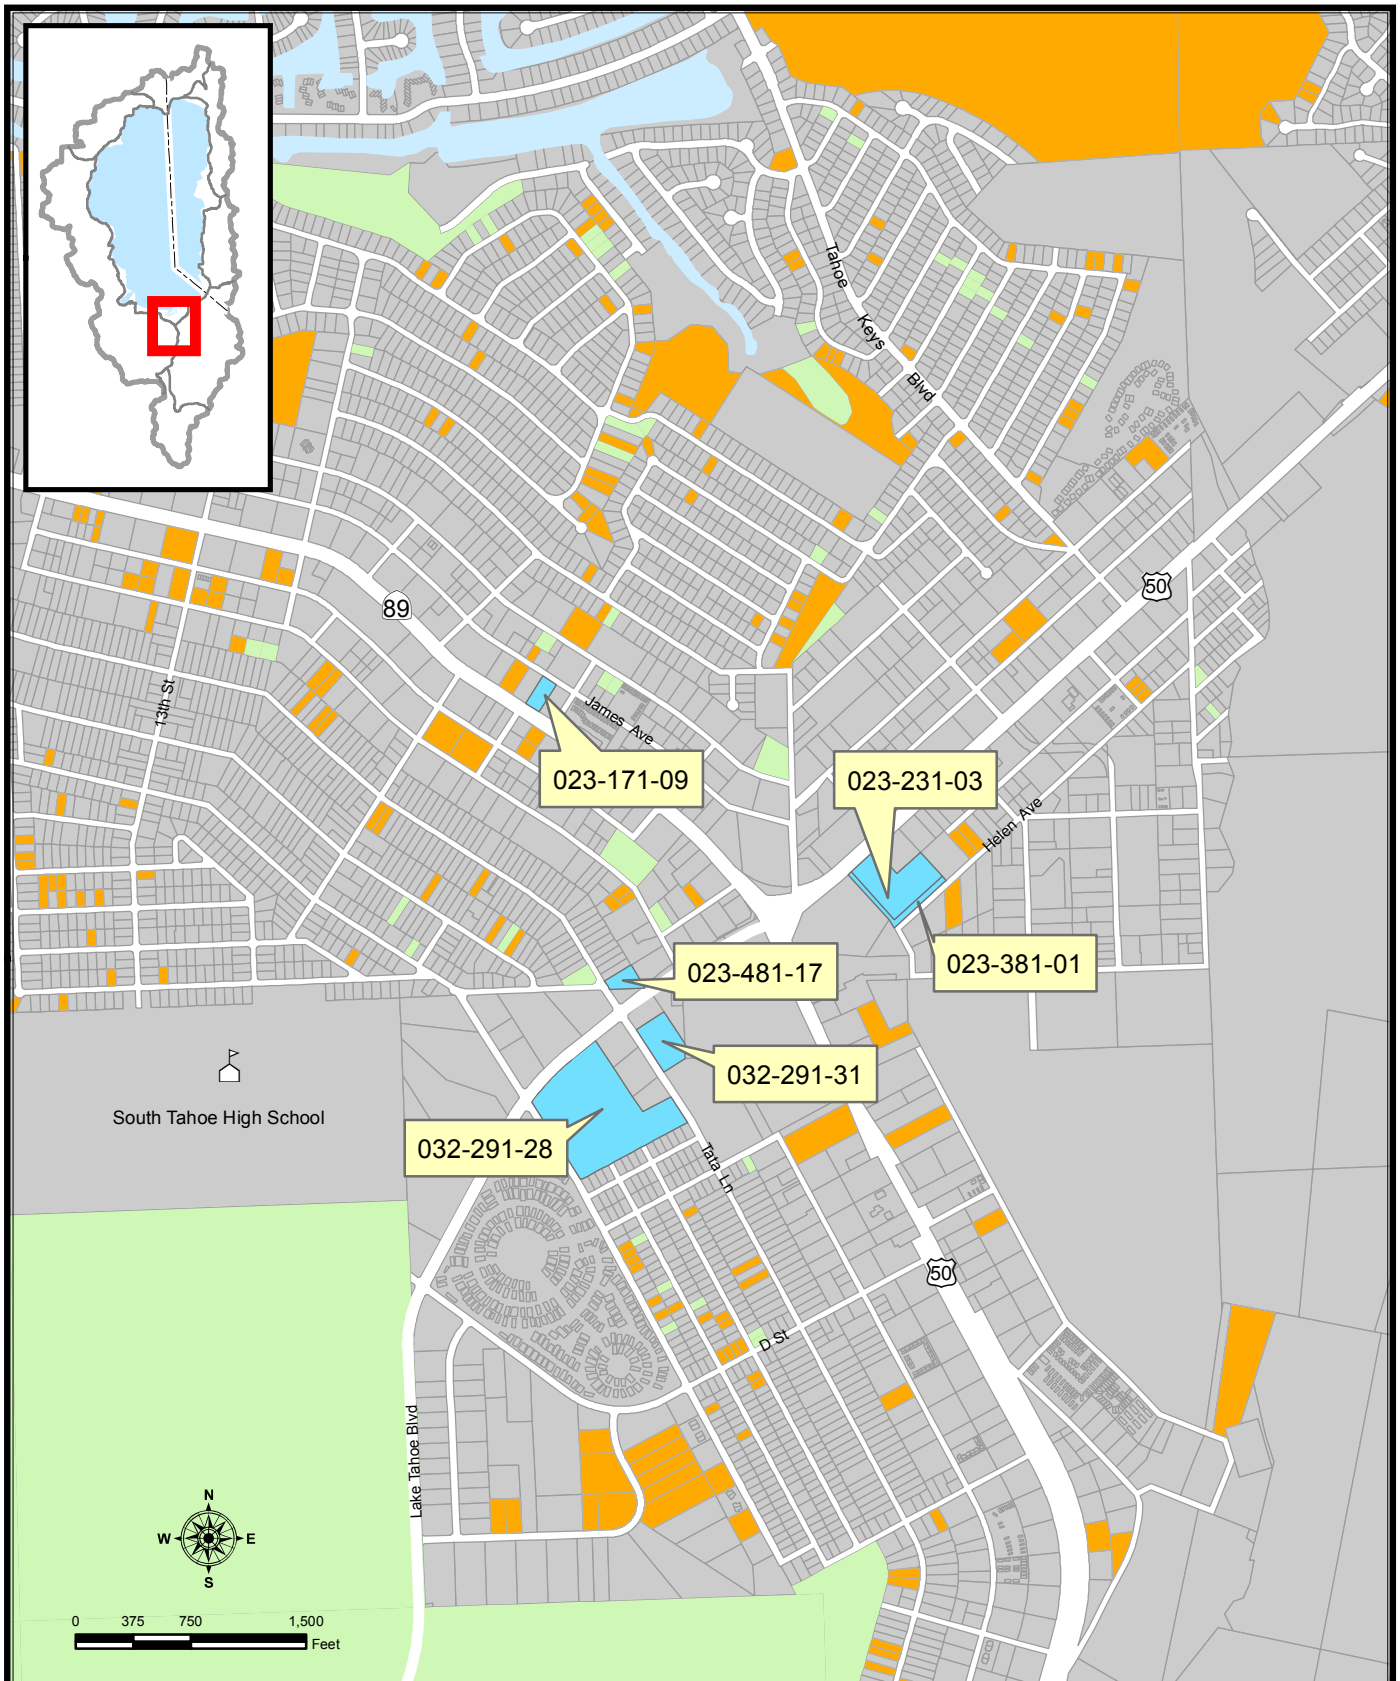 Tahoe
Keys
Blvd
50
89
13th St
James Ave
023-171-09
023-231-03
Helen Ave
023-381-01
023-481-17
032-291-31
South Tahoe High School
032-291-28
Tata Ln
50
D St
Lake Tahoe Blvd
N
W E
S
0 375 750 1,500
Feet